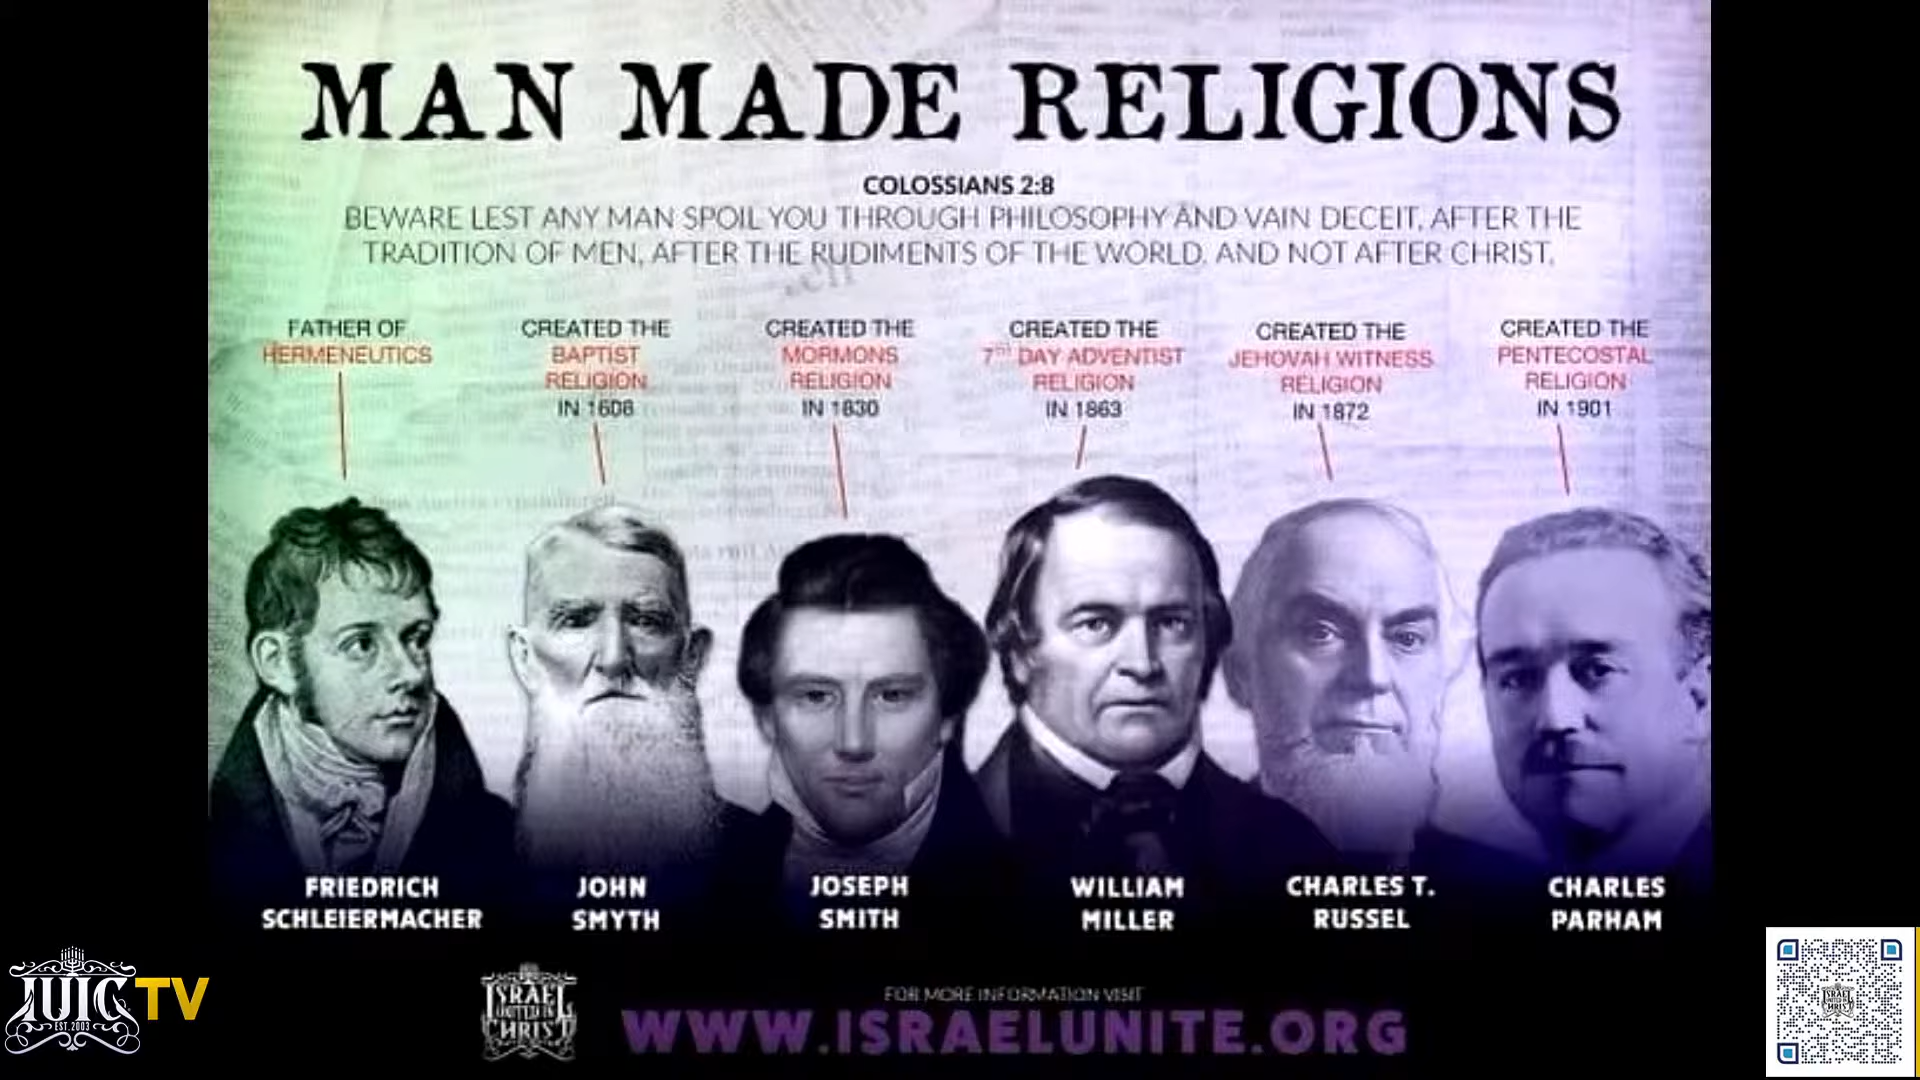 MAN MADE RELIGIONS
COLOSSIANS 2:8
BEWARE LEST ANY MAN SPOIL YOU THROUGH PHILOSOPHY AND VAIN DECEIT, AFTER THE
TRADITION OF MEN, AFTER THE RUDIMENTS OF THE WORLD, AND NOT AFTER CHRIST.
FATHER OF
HERMENEUTICS
CREATED THE
BAPTIST
RELIGION
IN 1608
CREATED THE
MORMONS
RELIGION
IN 1830
CREATED THE
7TH DAY ADVENTIST
RELIGION
IN 1863
CREATED THE
JEHOVAH WITNESS
RELIGION
IN 1872
CREATED THE
PENTECOSTAL
RELIGION
IN 1901
FRIEDRICH
SCHLEIERMACHER
JOHN
SMYTH
JOSEPH
SMITH
WILLIAM
MILLER
CHARLES T.
RUSSEL
CHARLES
PARHAM
IUIC TV
EST. 2003
ISRAEL
UNITED IN
CHRIST
FOR MORE INFORMATION VISIT
WWW.ISRAELUNITE.ORG
ISRAEL
UNITED IN
CHRIST